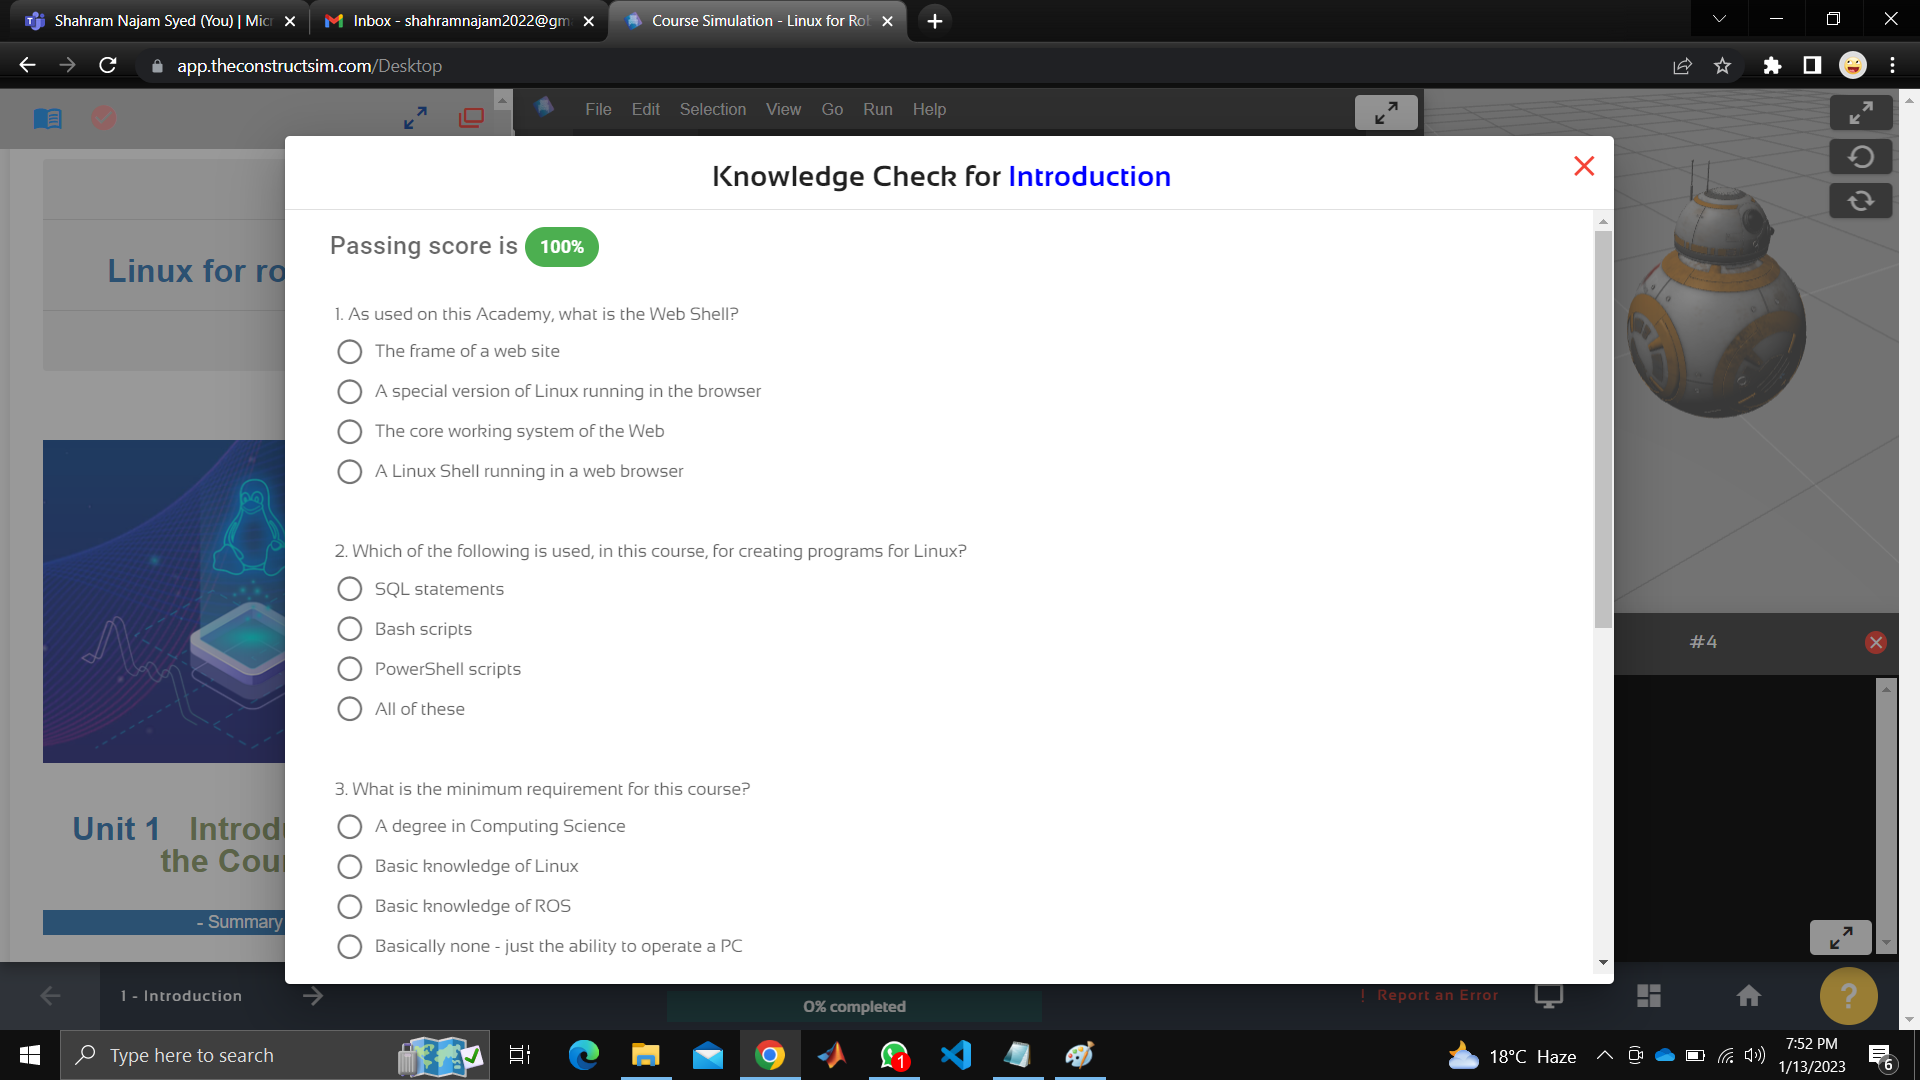 Shahram Najam Syed (You) | Mic
Inbox - shahramnajam2022@gm
Course Simulation - Linux for Rob
app.theconstructsim.com/Desktop
File Edit Selection View Go Run Help
Knowledge Check for Introduction
Linux for ro
Passing score is 100%
1. As used on this Academy, what is the Web Shell?
The frame of a web site
A special version of Linux running in the browser
The core working system of the Web
A Linux Shell running in a web browser
2. Which of the following is used, in this course, for creating programs for Linux?
SQL statements
Bash scripts
PowerShell scripts
All of these
#4
3. What is the minimum requirement for this course?
A degree in Computing Science
Basic knowledge of Linux
Basic knowledge of ROS
Basically none - just the ability to operate a PC
Unit 1 Introd
the Cou
- Summary
1 - Introduction
0% completed
! Report an Error
?
Type here to search
1
18°C Haze
7:52 PM
1/13/2023
6